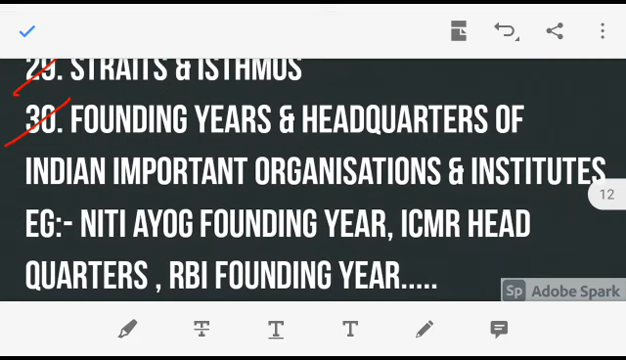 29. STRAITS & ISTHMUS
30. FOUNDING YEARS & HEADQUARTERS OF
INDIAN IMPORTANT ORGANISATIONS & INSTITUTES
12
EG:- NITI AYOG FOUNDING YEAR, ICMR HEAD
QUARTERS , RBI FOUNDING YEAR.....
Sp Adobe Spark
T
T